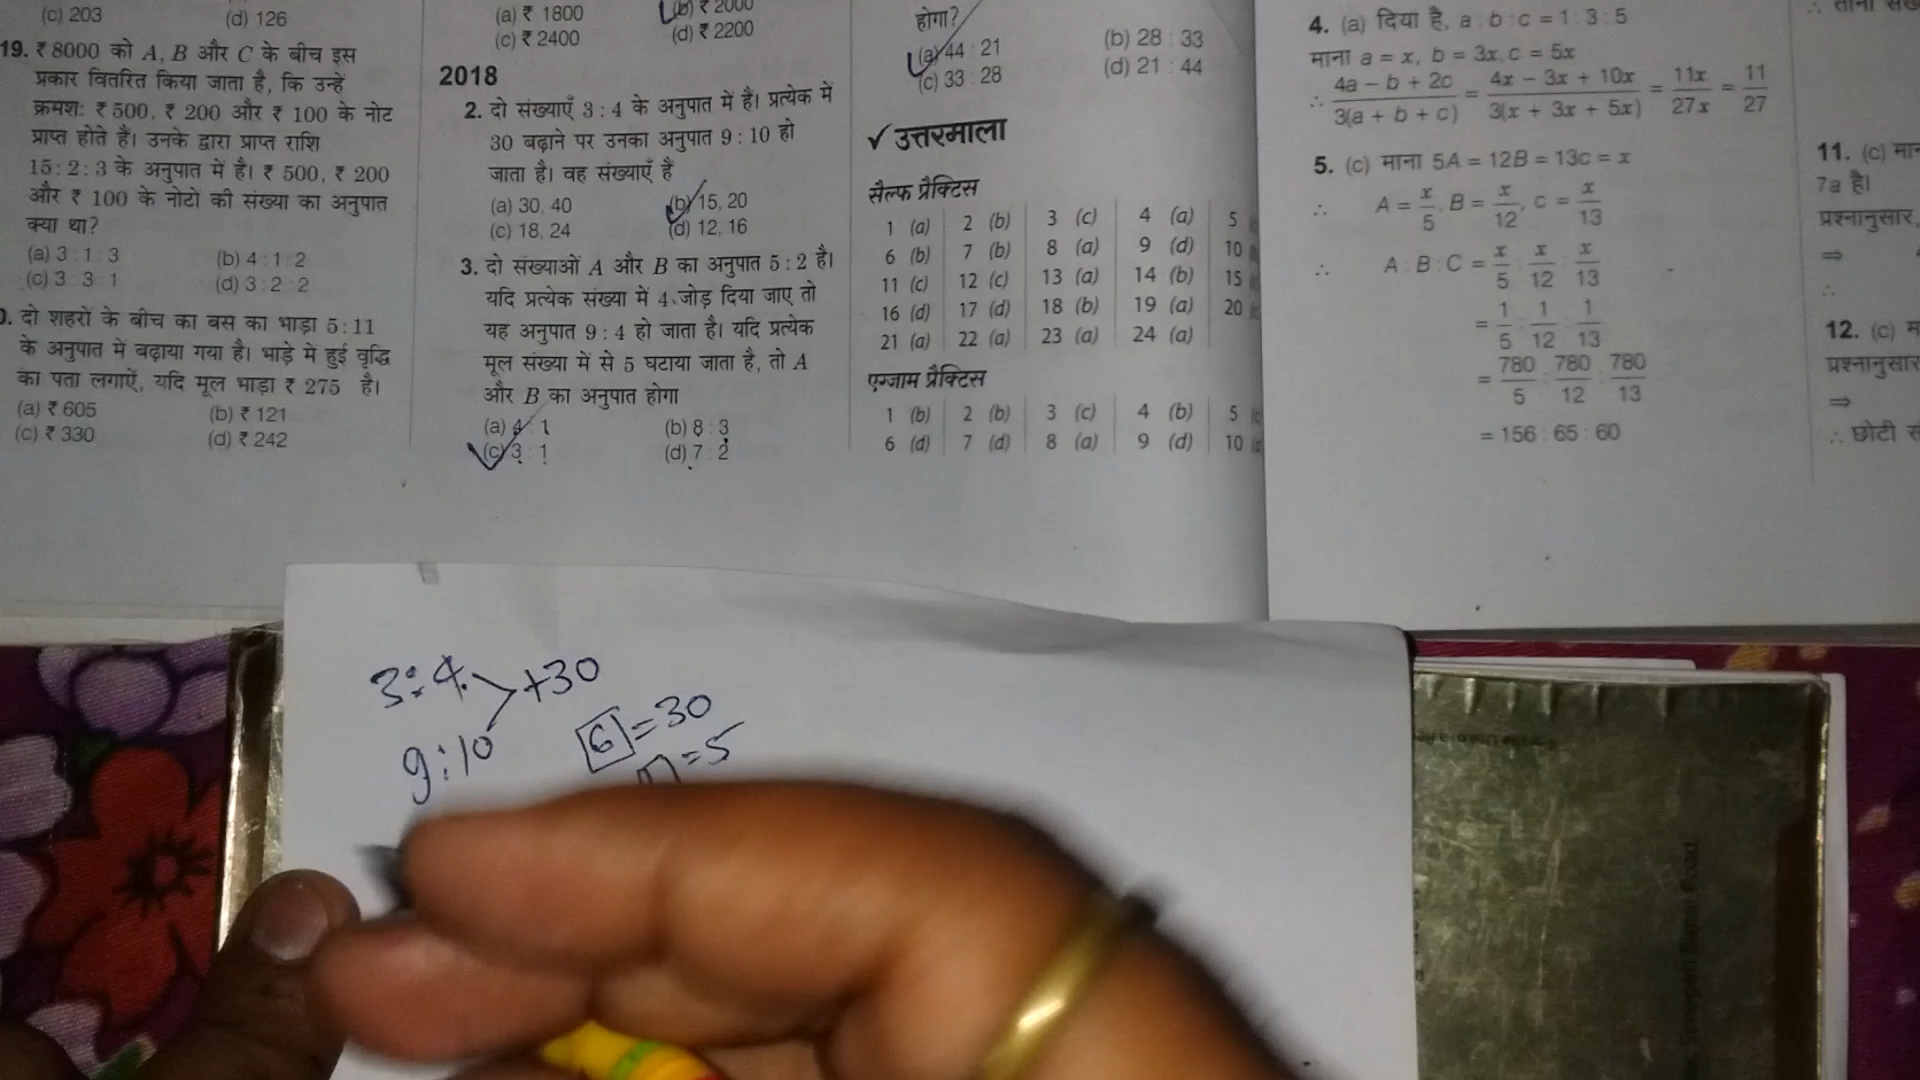 (c) 203 (d) 126
19. ₹ 8000 को A, B और C के बीच इस
प्रकार वितरित किया जाता है, कि उन्हें
क्रमशः ₹ 500, ₹ 200 और ₹ 100 के नोट
प्राप्त होते हैं। उनके द्वारा प्राप्त राशि
15 : 2 : 3 के अनुपात में है। ₹ 500, ₹ 200
और ₹ 100 के नोटों की संख्या का अनुपात
क्या था?
(a) 3 : 1 : 3 (b) 4 : 1 : 2
(c) 3 : 3 : 1 (d) 3 : 2 : 2
दो शहरों के बीच का बस का भाड़ा 5 : 11
के अनुपात में बढ़ाया गया है। भाड़े में हुई वृद्धि
का पता लगाएँ, यदि मूल भाड़ा ₹ 275 है।
(a) ₹ 605 (b) ₹ 121
(c) ₹ 330 (d) ₹ 242
(a) ₹ 1800 (b) ₹ 2000
(c) ₹ 2400 (d) ₹ 2200
2018
2. दो संख्याएँ 3 : 4 के अनुपात में हैं। प्रत्येक में
30 बढ़ाने पर उनका अनुपात 9 : 10 हो
जाता है। वह संख्याएँ हैं
(a) 30, 40 (b) 15, 20
(c) 18, 24 (d) 12, 16
3. दो संख्याओं A और B का अनुपात 5 : 2 है।
यदि प्रत्येक संख्या में 4 जोड़ दिया जाए तो
यह अनुपात 9 : 4 हो जाता है। यदि प्रत्येक
मूल संख्या में से 5 घटाया जाता है, तो A
और B का अनुपात होगा
(a) 4 : 1 (b) 8 : 3
(c) 3 : 1 (d) 7 : 2
होगा?
(a) 44 : 21 (b) 28 : 33
(c) 33 : 28 (d) 21 : 44
✓ उत्तरमाला
सैल्फ प्रैक्टिस
1 (a) 2 (b) 3 (c) 4 (a) 5
6 (b) 7 (b) 8 (a) 9 (d) 10
11 (c) 12 (c) 13 (a) 14 (b) 15
16 (d) 17 (d) 18 (b) 19 (a) 20
21 (a) 22 (a) 23 (a) 24 (a)
एग्जाम प्रैक्टिस
1 (b) 2 (b) 3 (c) 4 (b) 5
6 (d) 7 (d) 8 (a) 9 (d) 10
4. (a) दिया है, a : b : c = 1 : 3 : 5
माना a = x, b = 3x, c = 5x
∴ 4a − b + 2c / 3(a + b + c) = 4x − 3x + 10x / 3(x + 3x + 5x) = 11x / 27x = 11 / 27
5. (c) माना 5A = 12B = 13c = x
∴ A = x/5, B = x/12, C = x/13
∴ A : B : C = x/5 : x/12 : x/13
= 1/5 : 1/12 : 1/13
= 780/5 : 780/12 : 780/13
= 156 : 65 : 60
11. (c)
7a है।
प्रश्नानुसार,
⇒
∴
12. (c)
प्रश्नानुसार
⇒
∴ छोटी
3:4 +30
9:10
6 = 30
= 5